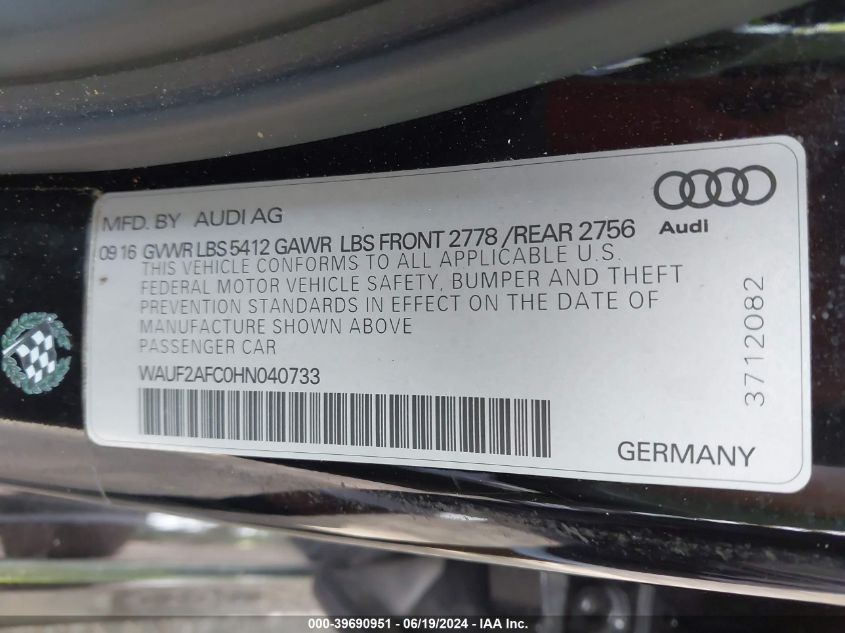 MFD. BY AUDI AG
Audi
09 16 GVWR LBS 5412 GAWR LBS FRONT 2778 /REAR 2756
THIS VEHICLE CONFORMS TO ALL APPLICABLE U.S.
FEDERAL MOTOR VEHICLE SAFETY, BUMPER AND THEFT
PREVENTION STANDARDS IN EFFECT ON THE DATE OF
MANUFACTURE SHOWN ABOVE
PASSENGER CAR
WAUF2AFC0HN040733
GERMANY
3712082
000-39690951 - 06/19/2024 - IAA Inc.